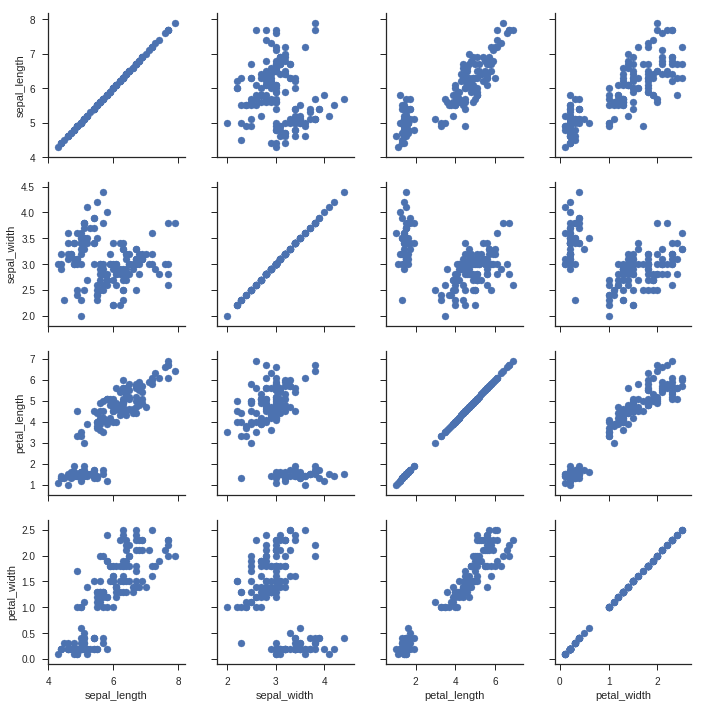 8
7
6
5
4
sepal_length
4.5
4.0
3.5
3.0
2.5
2.0
sepal_width
7
6
5
4
3
2
1
petal_length
2.5
2.0
1.5
1.0
0.5
0.0
petal_width
4 6 8
sepal_length
2 3 4
sepal_width
2 4 6
petal_length
0 1 2
petal_width